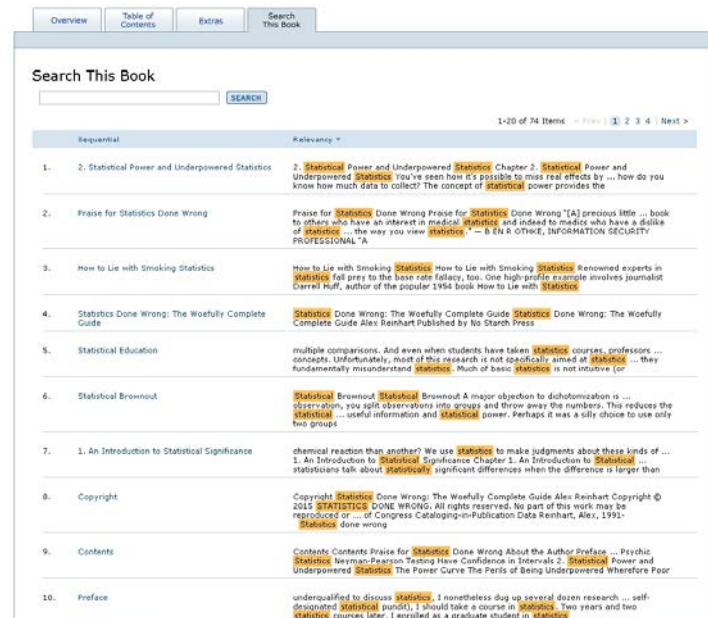 Overview
Table of
Contents
Extras
Search
This Book
Search This Book
SEARCH
1-20 of 74 Items « Prev | 1 2 3 4 | Next >
Sequential Relevancy
1. 2. Statistical Power and Underpowered Statistics
2. Statistical Power and Underpowered Statistics Chapter 2. Statistical Power and
Underpowered Statistics You've seen how it's possible to miss real effects by ... how do you
know how much data to collect? The concept of statistical power provides the
2. Praise for Statistics Done Wrong
Praise for Statistics Done Wrong Praise for Statistics Done Wrong "[A] precious little ... book
to others who have an interest in medical statistics and indeed to medics who have a dislike
of statistics ... the way you view statistics ." — B EN R OTHKE, INFORMATION SECURITY
PROFESSIONAL "A
3. How to Lie with Smoking Statistics
How to Lie with Smoking Statistics How to Lie with Smoking Statistics Renowned experts in
statistics fall prey to the base rate fallacy, too. One high-profile example involves journalist
Darrell Huff, author of the popular 1954 book How to Lie with Statistics
4. Statistics Done Wrong: The Woefully Complete
Guide
Statistics Done Wrong: The Woefully Complete Guide Statistics Done Wrong: The Woefully
Complete Guide Alex Reinhart Published by No Starch Press
5. Statistical Education
multiple comparisons. And even when students have taken statistics courses, professors ...
concepts. Unfortunately, most of this research is not specifically aimed at statistics ... they
fundamentally misunderstand statistics . Much of basic statistics is not intuitive (or
6. Statistical Brownout
Statistical Brownout Statistical Brownout A major objection to dichotomization is ...
observation, you split observations into groups and throw away the numbers. This reduces the
statistical ... useful information and statistical power. Perhaps it was a silly choice to use only
two groups
7. 1. An Introduction to Statistical Significance
chemical reaction than another? We use statistics to make judgments about these kinds of ...
1. An Introduction to Statistical Significance Chapter 1. An Introduction to Statistical ...
statisticians talk about statistically significant differences when the difference is larger than
8. Copyright
Copyright Statistics Done Wrong: The Woefully Complete Guide Alex Reinhart Copyright ©
2015 STATISTICS DONE WRONG. All rights reserved. No part of this work may be
reproduced or ... of Congress Cataloging-in-Publication Data Reinhart, Alex, 1991-
Statistics done wrong
9. Contents
Contents Contents Praise for Statistics Done Wrong About the Author Preface ... Psychic
Statistics Neyman-Pearson Testing Have Confidence in Intervals 2. Statistical Power and
Underpowered Statistics The Power Curve The Perils of Being Underpowered Wherefore Poor
10. Preface
underqualified to discuss statistics , I nonetheless dug up several dozen research ... self-
designated statistical pundit), I should take a course in statistics . Two years and two
statistics courses later, I enrolled as a graduate student in statistics